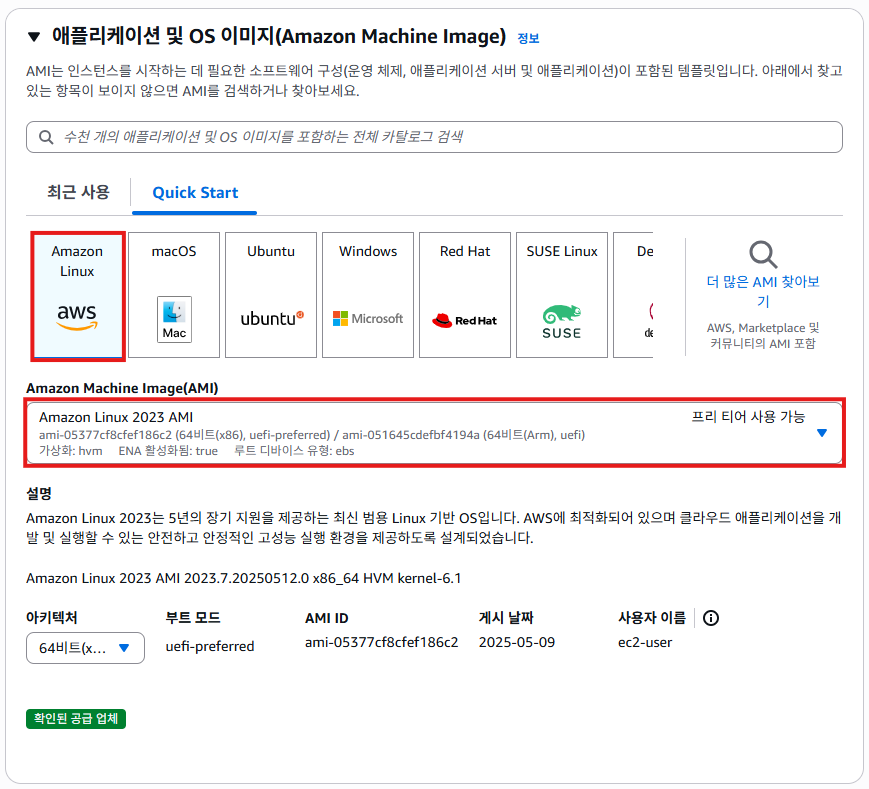 애플리케이션 및 OS 이미지(Amazon Machine Image) 정보
AMI는 인스턴스를 시작하는 데 필요한 소프트웨어 구성(운영 체제, 애플리케이션 서버 및 애플리케이션)이 포함된 템플릿입니다. 아래에서 찾고
있는 항목이 보이지 않으면 AMI를 검색하거나 찾아보세요.
수천 개의 애플리케이션 및 OS 이미지를 포함하는 전체 카탈로그 검색
최근 사용
Quick Start
Amazon
Linux
aws
macOS
Mac
Ubuntu
ubuntu
Windows
Microsoft
Red Hat
Red Hat
SUSE Linux
SUSE
De
de
더 많은 AMI 찾아보
기
AWS, Marketplace 및
커뮤니티의 AMI 포함
Amazon Machine Image(AMI)
Amazon Linux 2023 AMI 프리 티어 사용 가능
ami-05377cf8cfef186c2 (64비트(x86), uefi-preferred) / ami-051645cdefbf4194a (64비트(Arm), uefi)
가상화: hvm ENA 활성화됨: true 루트 디바이스 유형: ebs
설명
Amazon Linux 2023는 5년의 장기 지원을 제공하는 최신 범용 Linux 기반 OS입니다. AWS에 최적화되어 있으며 클라우드 애플리케이션을 개
발 및 실행할 수 있는 안전하고 안정적인 고성능 실행 환경을 제공하도록 설계되었습니다.
Amazon Linux 2023 AMI 2023.7.20250512.0 x86_64 HVM kernel-6.1
아키텍처 부트 모드 AMI ID 게시 날짜 사용자 이름
64비트(x... uefi-preferred ami-05377cf8cfef186c2 2025-05-09 ec2-user
확인된 공급 업체